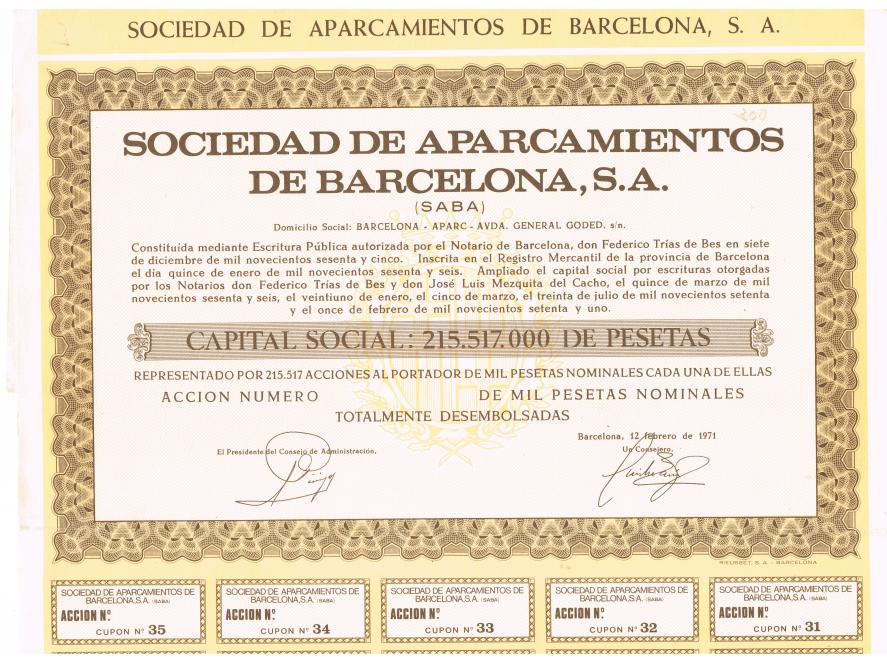 SOCIEDAD DE APARCAMIENTOS DE BARCELONA, S. A.
SOCIEDAD DE APARCAMIENTOS
DE BARCELONA, S.A.
(SABA)
Domicilio Social: BARCELONA - APARC - AVDA. GENERAL GODED, s/n.
Constituída mediante Escritura Pública autorizada por el Notario de Barcelona, don Federico Trías de Bes en siete
de diciembre de mil novecientos sesenta y cinco. Inscrita en el Registro Mercantil de la provincia de Barcelona
el día quince de enero de mil novecientos sesenta y seis. Ampliado el capital social por escrituras otorgadas
por los Notarios don Federico Trías de Bes y don José Luis Mezquita del Cacho, el quince de marzo de mil
novecientos sesenta y seis, el veintiuno de enero, el cinco de marzo, el treinta de julio de mil novecientos setenta
y el once de febrero de mil novecientos setenta y uno.
CAPITAL SOCIAL: 215.517.000 DE PESETAS
REPRESENTADO POR 215.517 ACCIONES AL PORTADOR DE MIL PESETAS NOMINALES CADA UNA DE ELLAS
ACCION NUMERO DE MIL PESETAS NOMINALES
TOTALMENTE DESEMBOLSADAS
Barcelona, 12 febrero de 1971
El Presidente del Consejo de Administración, Un Consejero,
RIEUSSET, S. A. - BARCELONA
SOCIEDAD DE APARCAMIENTOS DE
BARCELONA, S.A. (SABA)
ACCION N.º
CUPON Nº 35
SOCIEDAD DE APARCAMIENTOS DE
BARCELONA, S.A. (SABA)
ACCION N.º
CUPON Nº 34
SOCIEDAD DE APARCAMIENTOS DE
BARCELONA, S.A. (SABA)
ACCION N.º
CUPON Nº 33
SOCIEDAD DE APARCAMIENTOS DE
BARCELONA, S.A. (SABA)
ACCION N.º
CUPON Nº 32
SOCIEDAD DE APARCAMIENTOS DE
BARCELONA, S.A. (SABA)
ACCION N.º
CUPON Nº 31